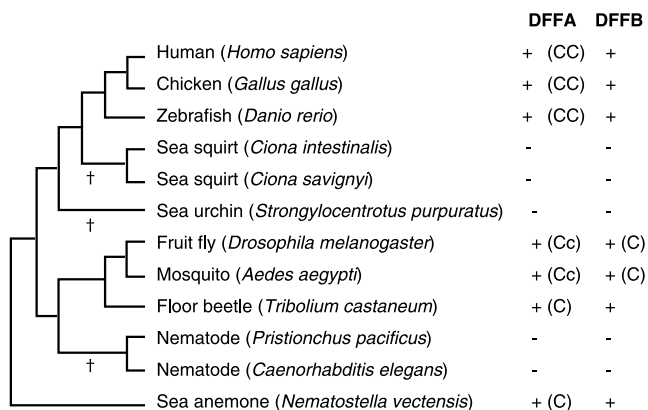 DFFA DFFB
Human (Homo sapiens) + (CC) +
Chicken (Gallus gallus) + (CC) +
Zebrafish (Danio rerio) + (CC) +
Sea squirt (Ciona intestinalis) - -
† Sea squirt (Ciona savignyi) - -
† Sea urchin (Strongylocentrotus purpuratus) - -
Fruit fly (Drosophila melanogaster) + (Cc) + (C)
Mosquito (Aedes aegypti) + (Cc) + (C)
Floor beetle (Tribolium castaneum) + (C) +
Nematode (Pristionchus pacificus) - -
† Nematode (Caenorhabditis elegans) - -
Sea anemone (Nematostella vectensis) + (C) +